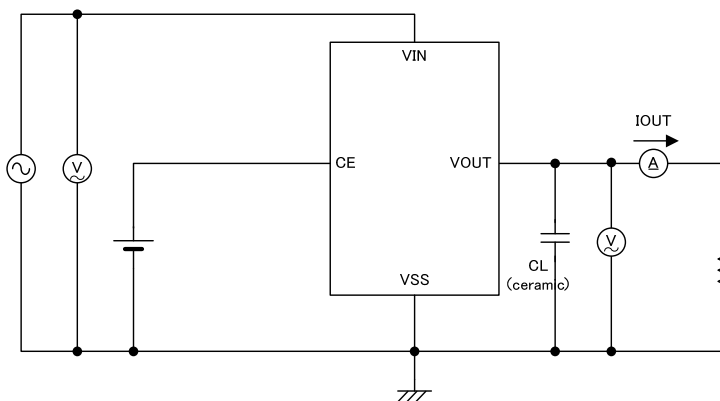 VIN
IOUT
V
CE
VOUT
A
V
CL
(ceramic)
VSS